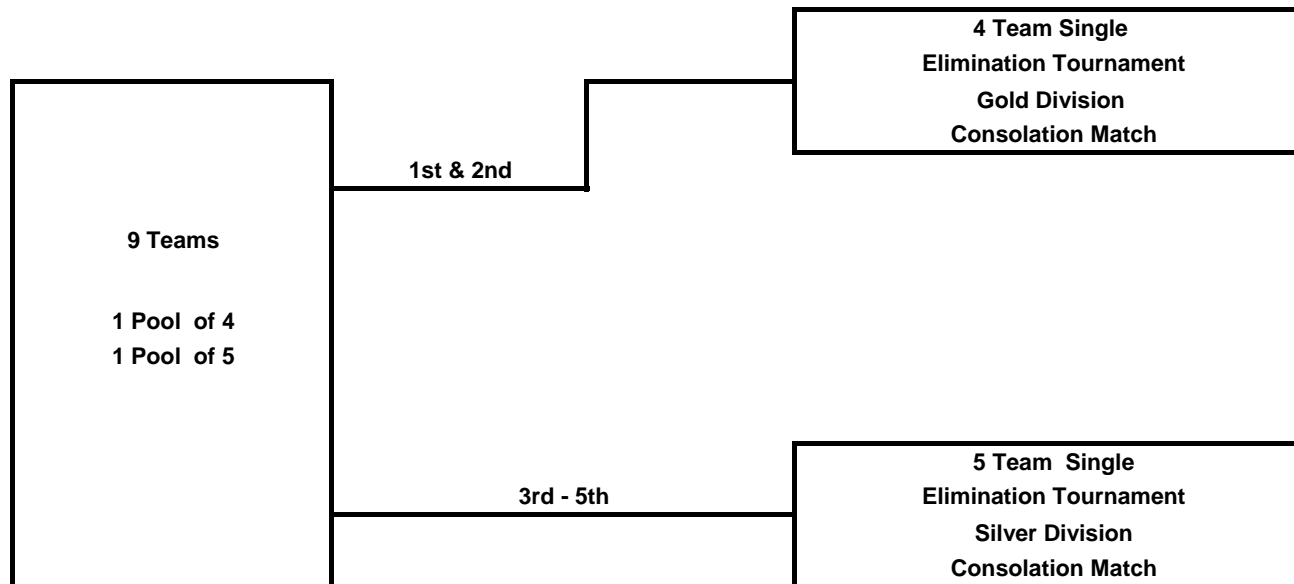 4 Team Single
Elimination Tournament
Gold Division
Consolation Match
1st & 2nd
9 Teams
1 Pool of 4
1 Pool of 5
3rd - 5th
5 Team Single
Elimination Tournament
Silver Division
Consolation Match